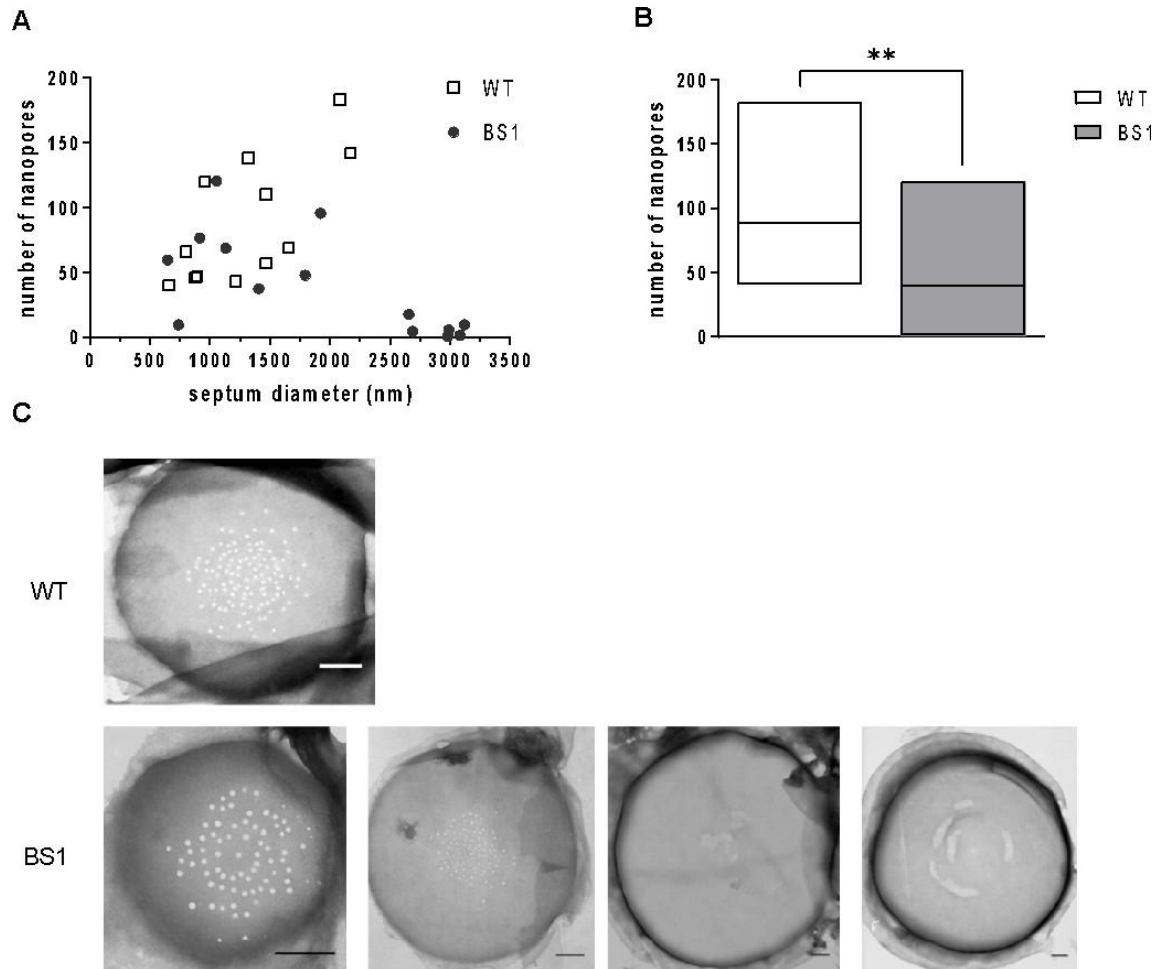 A
number of nanopores
200
150
100
50
0
0 500 1000 1500 2000 2500 3000 3500
septum diameter (nm)
WT
BS1
B
**
number of nanopores
200
150
100
50
0
WT
BS1
C
WT
BS1